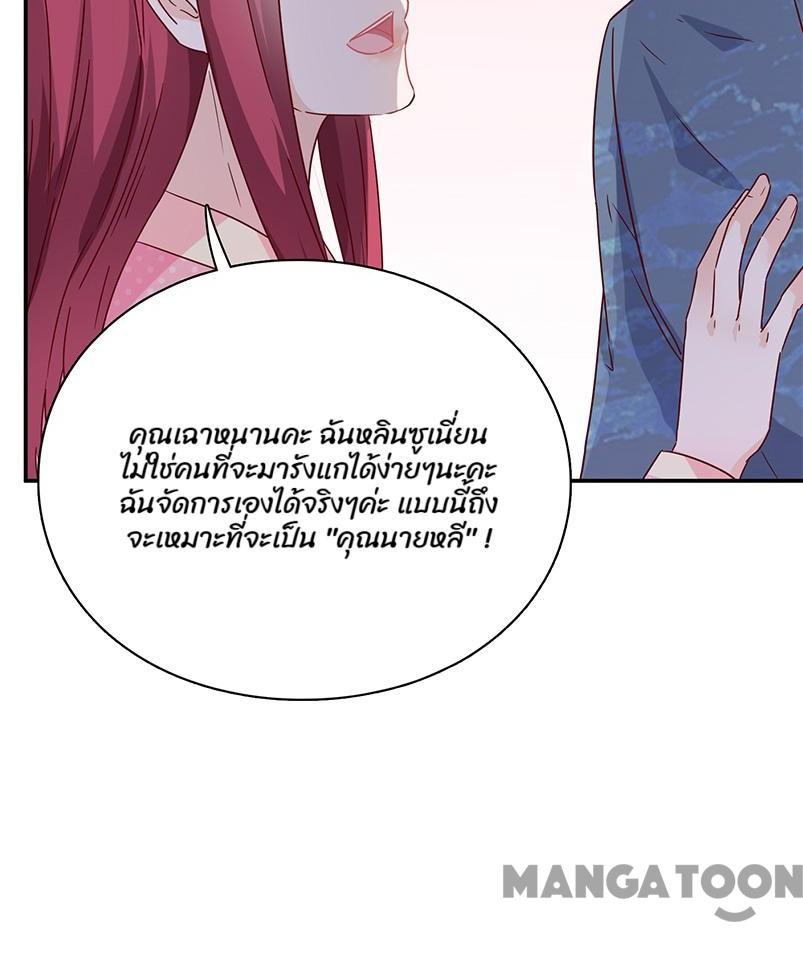 คุณเฉาหนานคะ ฉันหลินซูเนี่ยน
ไม่ใช่คนที่จะมารังแกได้ง่ายๆนะคะ
ฉันจัดการเองได้จริงๆค่ะ แบบนี้ถึง
จะเหมาะที่จะเป็น "คุณนายหลี" !
MANGATOON